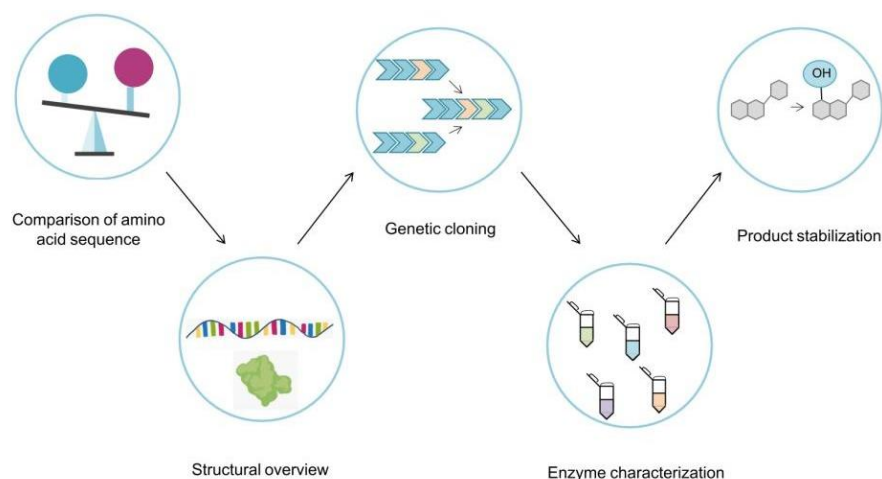 Comparison of amino
acid sequence
Structural overview
Genetic cloning
Enzyme characterization
OH
Product stabilization